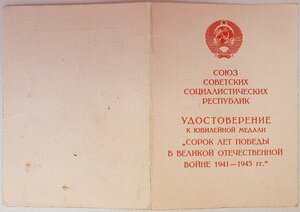 СОЮЗ
СОВЕТСКИХ
СОЦИАЛИСТИЧЕСКИХ
РЕСПУБЛИК
УДОСТОВЕРЕНИЕ
К ЮБИЛЕЙНОЙ МЕДАЛИ
„СОРОК ЛЕТ ПОБЕДЫ
В ВЕЛИКОЙ ОТЕЧЕСТВЕННОЙ
ВОЙНЕ 1941—1945 гг."